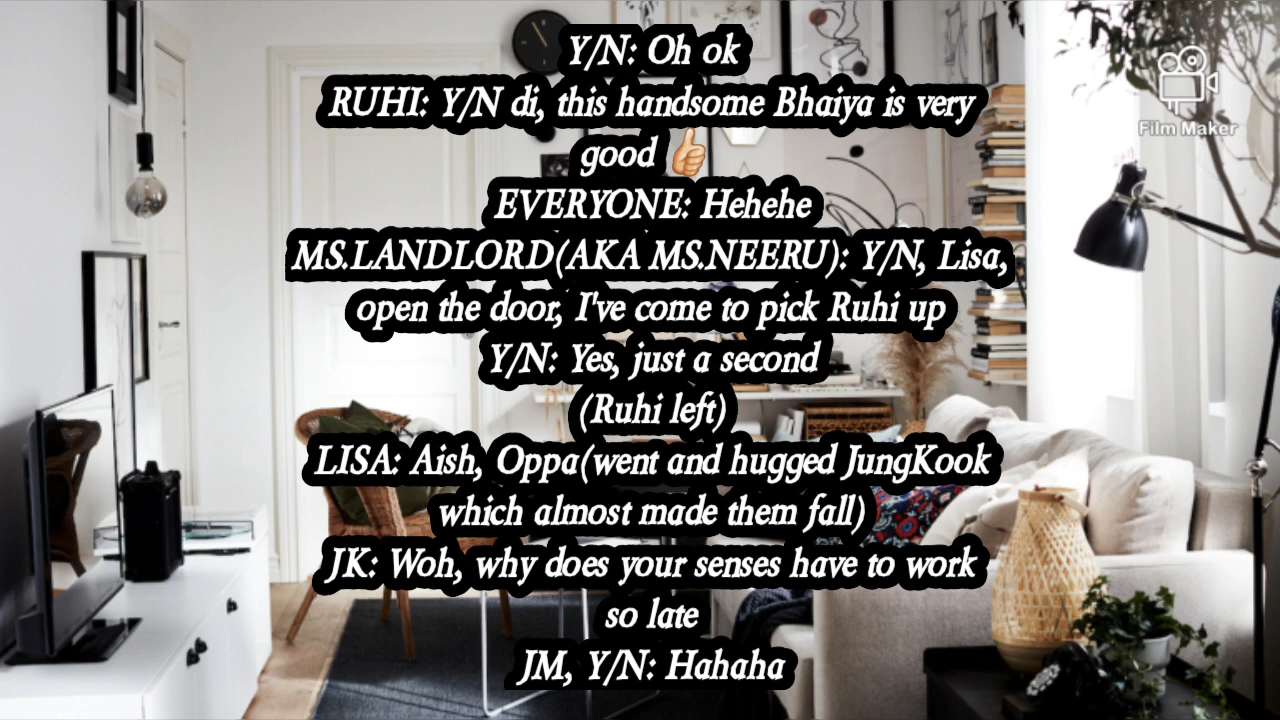 Y/N: Oh ok
RUHI: Y/N di, this handsome Bhaiya is very
good 👍
EVERYONE: Hehehe
MS.LANDLORD(AKA MS.NEERU): Y/N, Lisa,
open the door, I've come to pick Ruhi up
Y/N: Yes, just a second
(Ruhi left)
LISA: Aish, Oppa(went and hugged JungKook
which almost made them fall)
JK: Woh, why does your senses have to work
so late
JM, Y/N: Hahaha
Film Maker